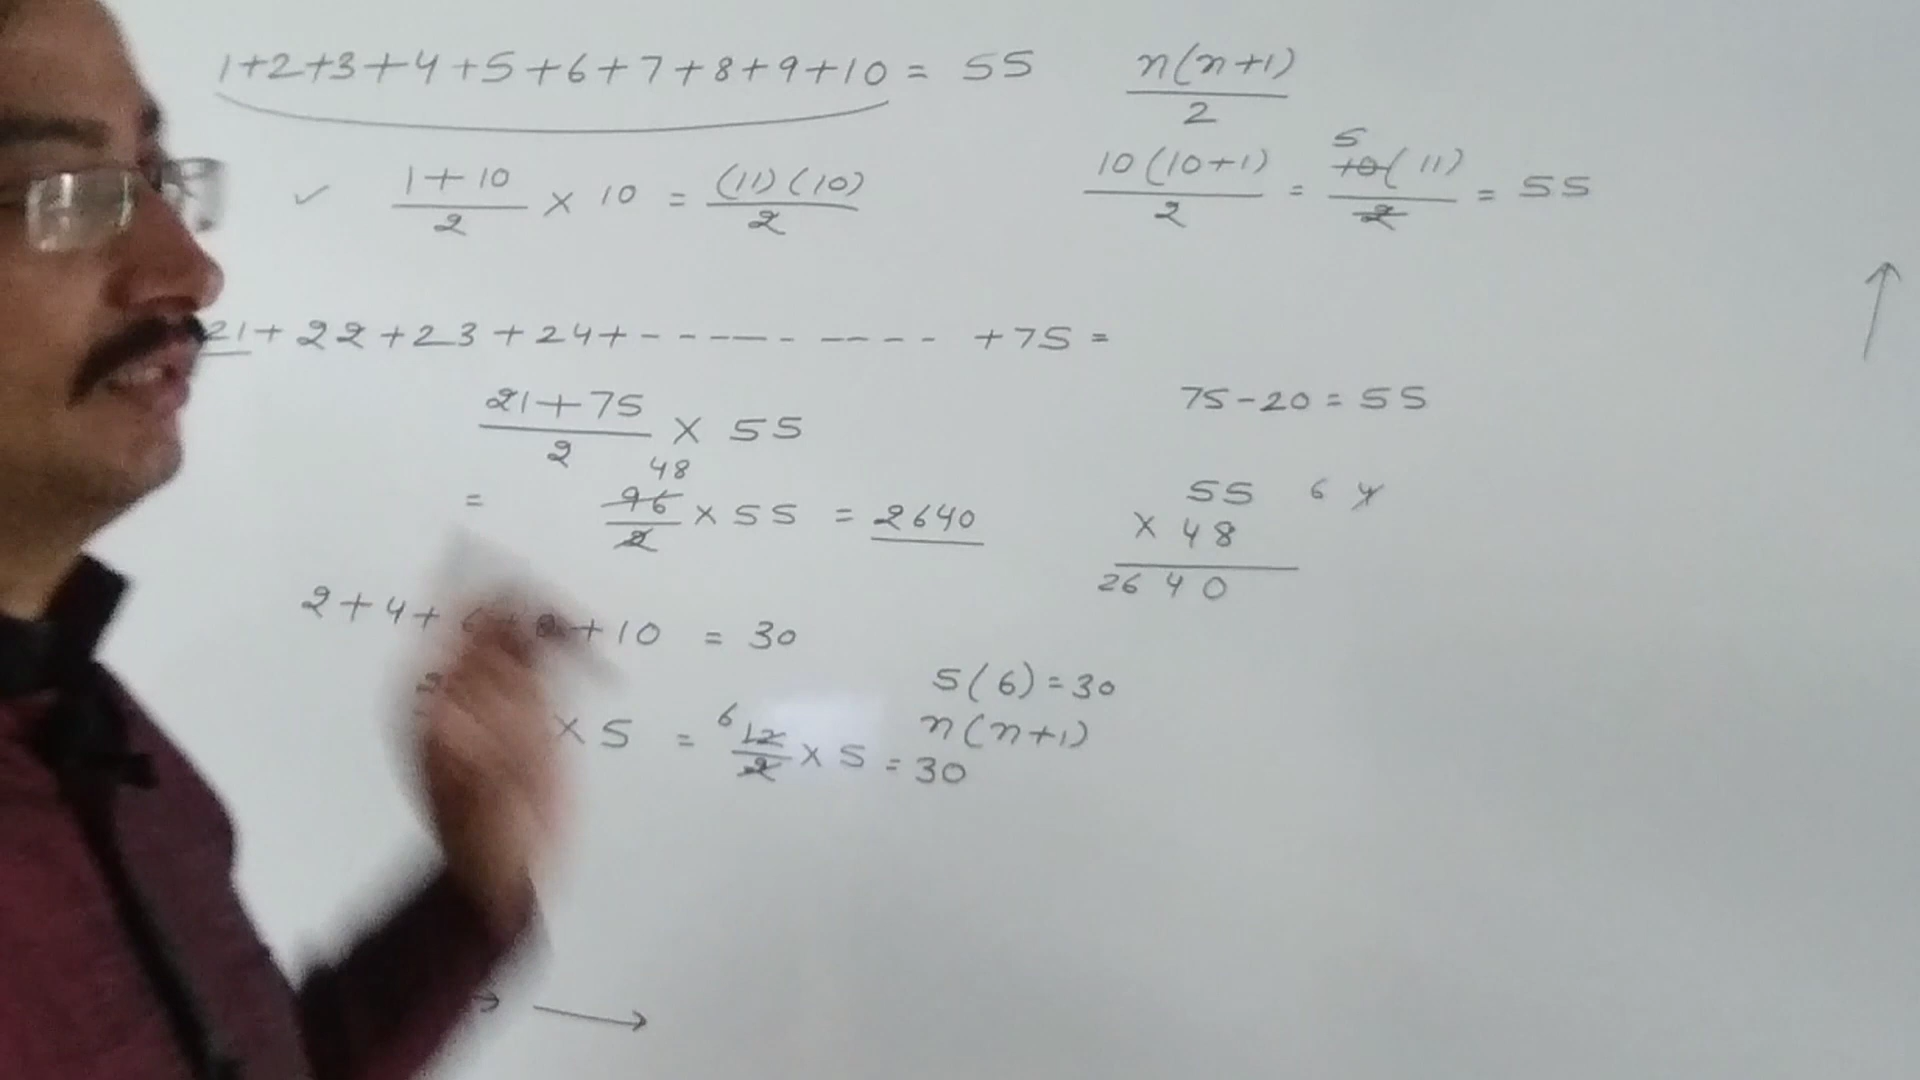 1+2+3+4+5+6+7+8+9+10 = 55
n(n+1)/2
✓ (1+10)/2 × 10 = (11)(10)/2
10(10+1)/2 = 5 10(11)/2 = 55
21+22+23+24+---------- +75 =
75-20=55
(21+75)/2 × 55
= 48 96/2 × 55 = 2640
55 6 4
× 48
2640
2+4+ +10 = 30
5(6)=30
n(n+1)
×5 = 6 12/2 × 5 = 30